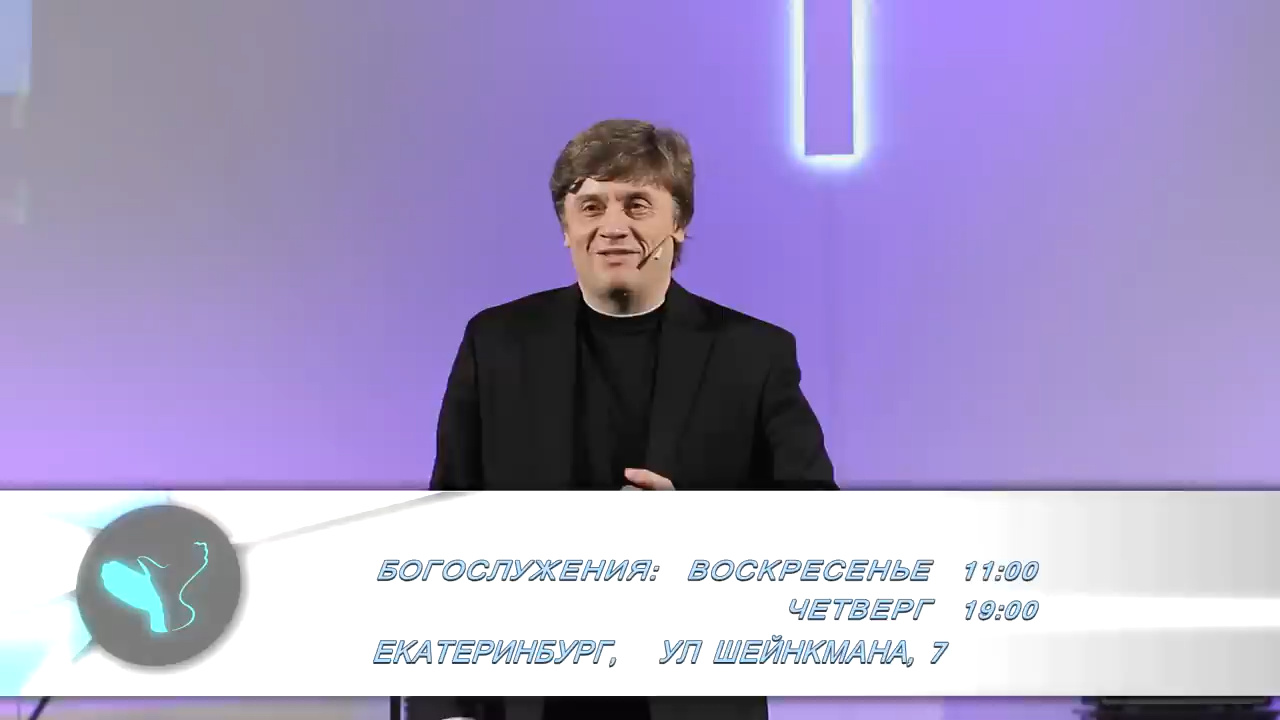 БОГОСЛУЖЕНИЯ: ВОСКРЕСЕНЬЕ 11:00
ЧЕТВЕРГ 19:00
ЕКАТЕРИНБУРГ, УЛ ШЕЙНКМАНА, 7